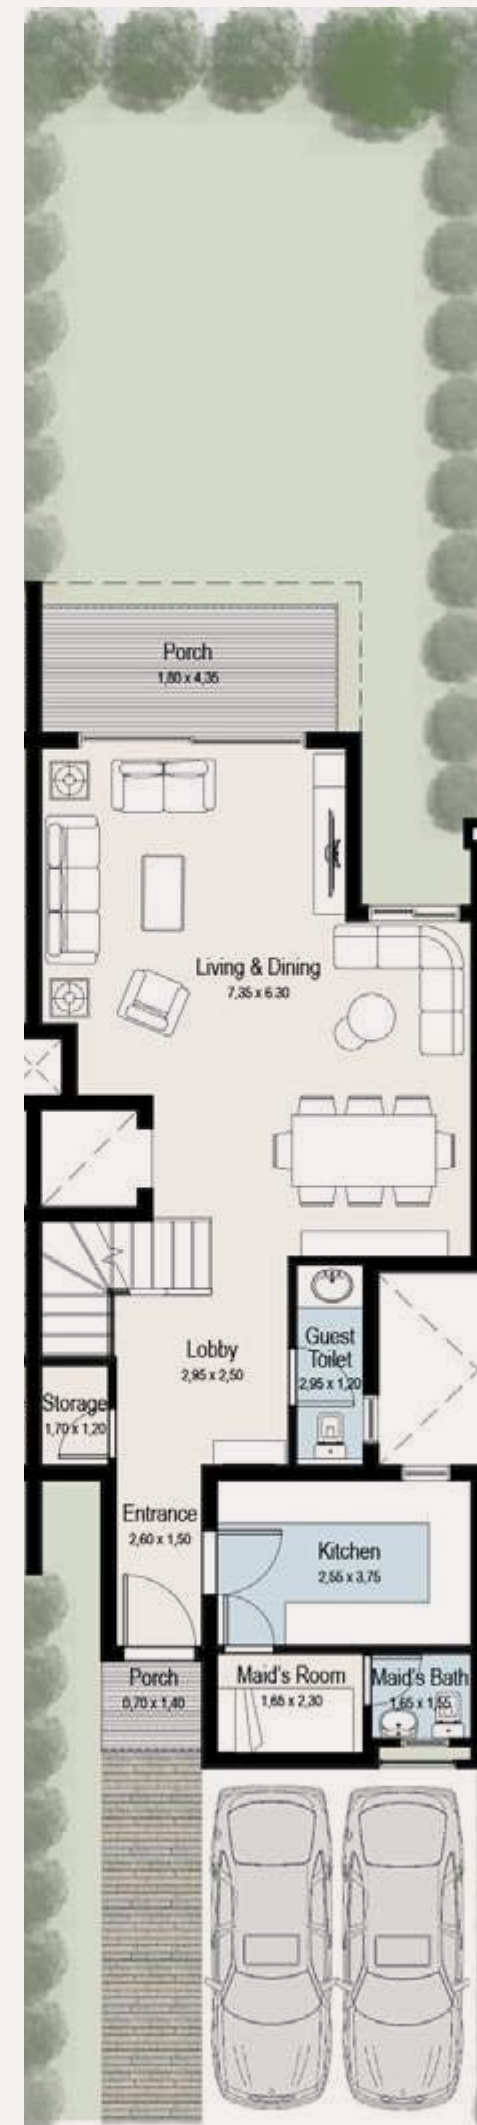 Porch
1,80 x 4,35
Living & Dining
7,35 x 6.30
Lobby
2,95 x 2,50
Guest
Toilet
2,95 x 1,20
Storage
1,70 x 1,20
Entrance
2,60 x 1,50
Kitchen
2,55 x 3,75
Porch
0,70 x 1,40
Maid's Room
1,65 x 2,30
Maid's Bath
1,65 x 1,55